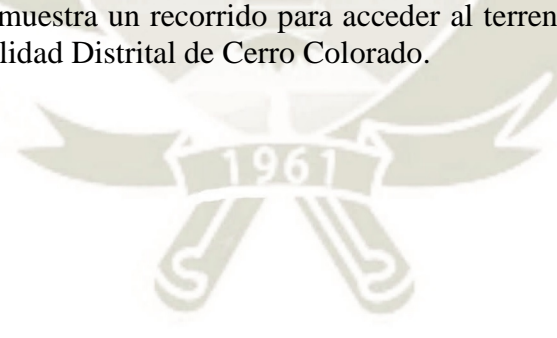 muestra un recorrido para acceder al terren
lidad Distrital de Cerro Colorado.
1961